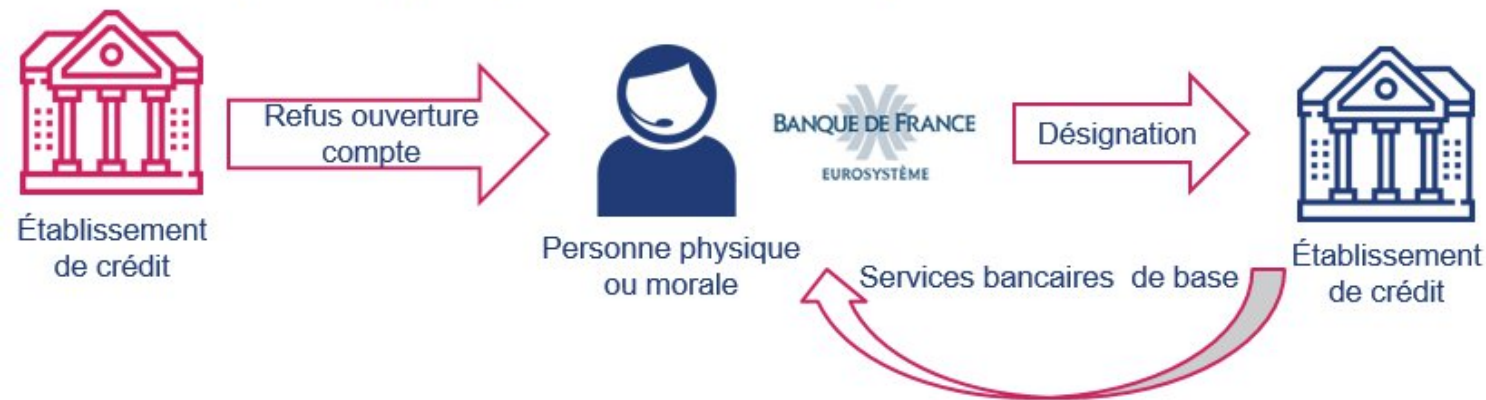 Refus ouverture
compte
BANQUE DE FRANCE
EUROSYSTÈME
Désignation
Établissement
de crédit
Personne physique
ou morale
Services bancaires de base
Établissement
de crédit